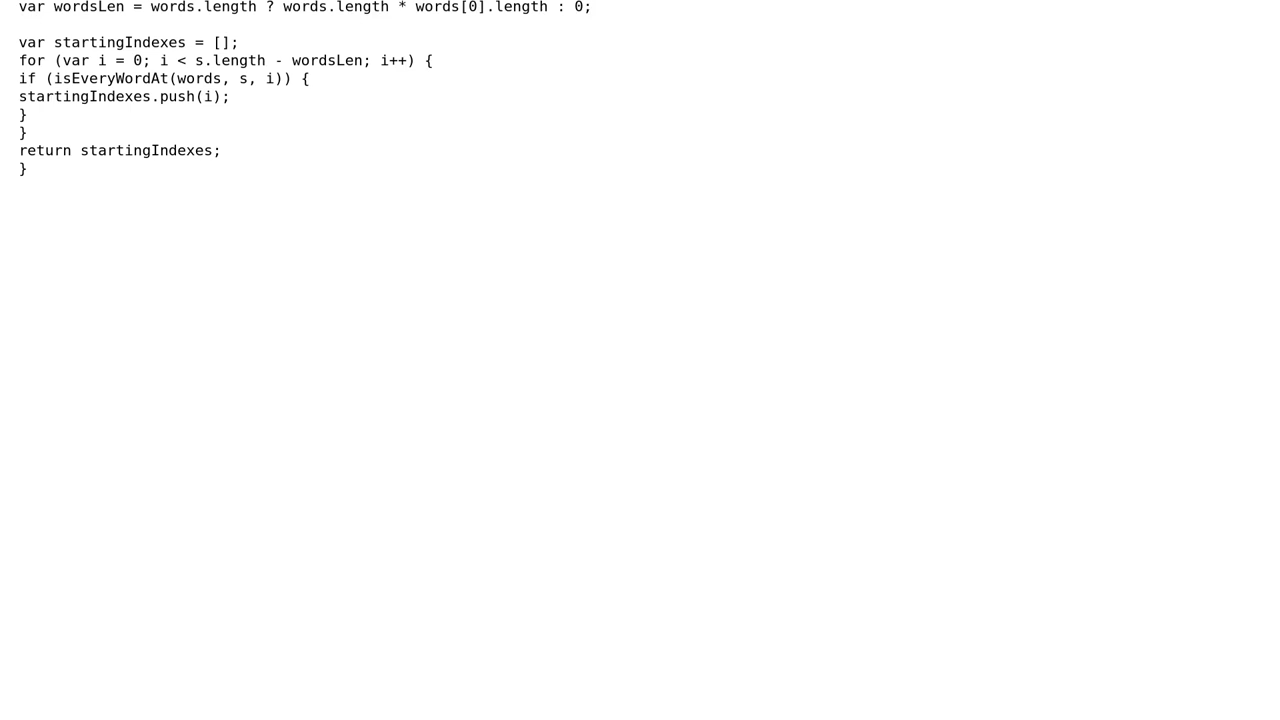 var wordsLen = words.length ? words.length * words[0].length : 0;

var startingIndexes = [];
for (var i = 0; i < s.length - wordsLen; i++) {
if (isEveryWordAt(words, s, i)) {
startingIndexes.push(i);
}
}
return startingIndexes;
}